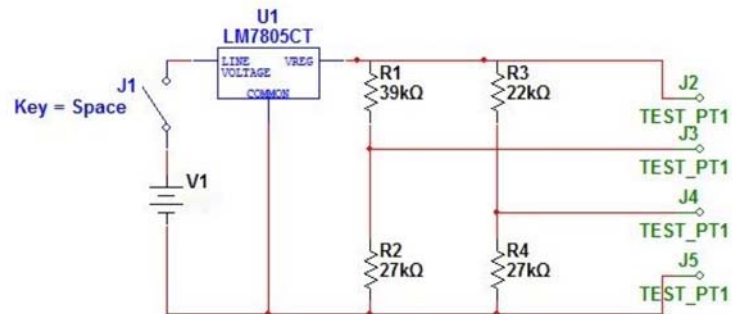 U1
LM7805CT
LINE VREG
VOLTAGE
COMMON
J1
Key = Space
V1
R1
39kΩ
R3
22kΩ
R2
27kΩ
R4
27kΩ
J2
TEST_PT1
J3
TEST_PT1
J4
TEST_PT1
J5
TEST_PT1